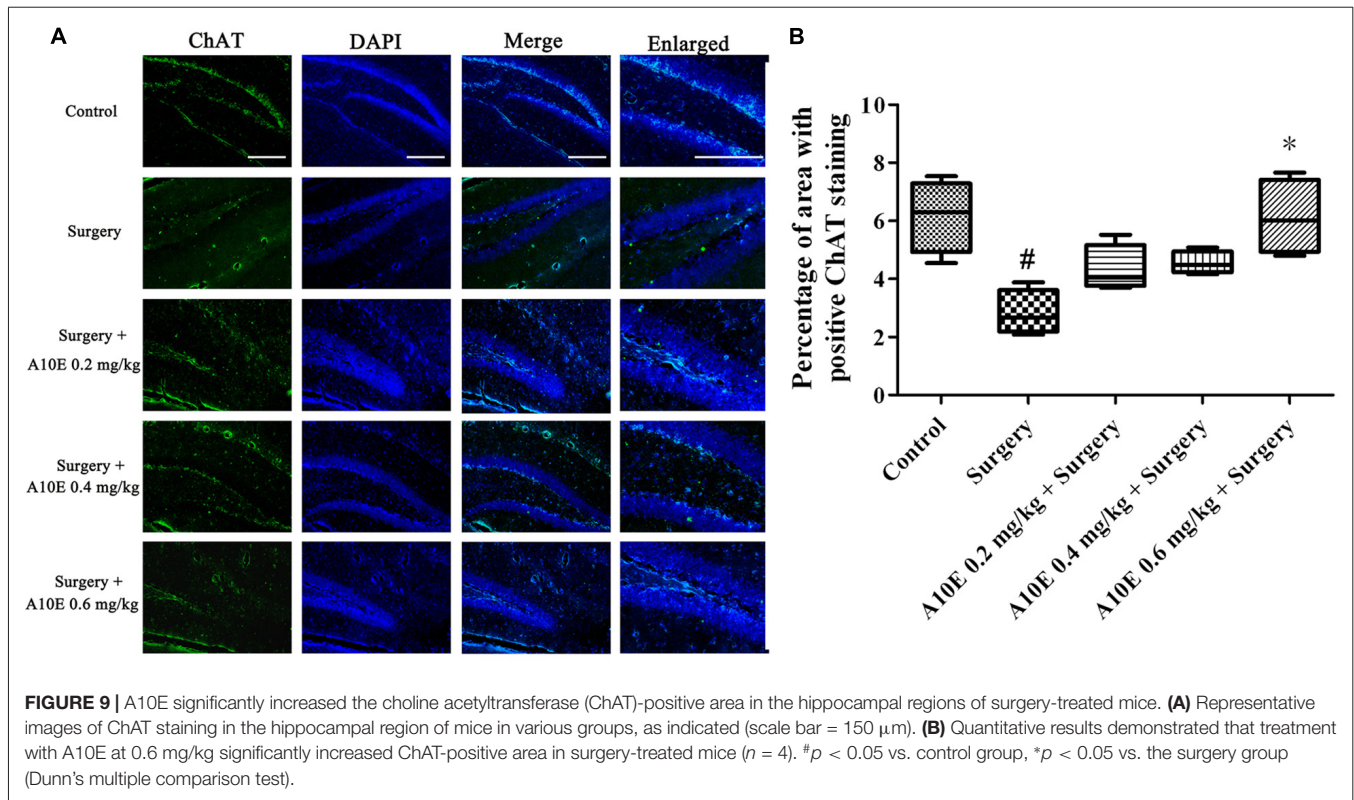 A
ChAT DAPI Merge Enlarged
Control
Surgery
Surgery +
A10E 0.2 mg/kg
Surgery +
A10E 0.4 mg/kg
Surgery +
A10E 0.6 mg/kg
B
Percentage of area with
positive ChAT staining
10
8
6
4
2
0
#
*
Control
Surgery
A10E 0.2 mg/kg + Surgery
A10E 0.4 mg/kg + Surgery
A10E 0.6 mg/kg + Surgery
FIGURE 9 | A10E significantly increased the choline acetyltransferase (ChAT)-positive area in the hippocampal regions of surgery-treated mice. (A) Representative
images of ChAT staining in the hippocampal region of mice in various groups, as indicated (scale bar = 150 μm). (B) Quantitative results demonstrated that treatment
with A10E at 0.6 mg/kg significantly increased ChAT-positive area in surgery-treated mice (n = 4). #p < 0.05 vs. control group, *p < 0.05 vs. the surgery group
(Dunn's multiple comparison test).